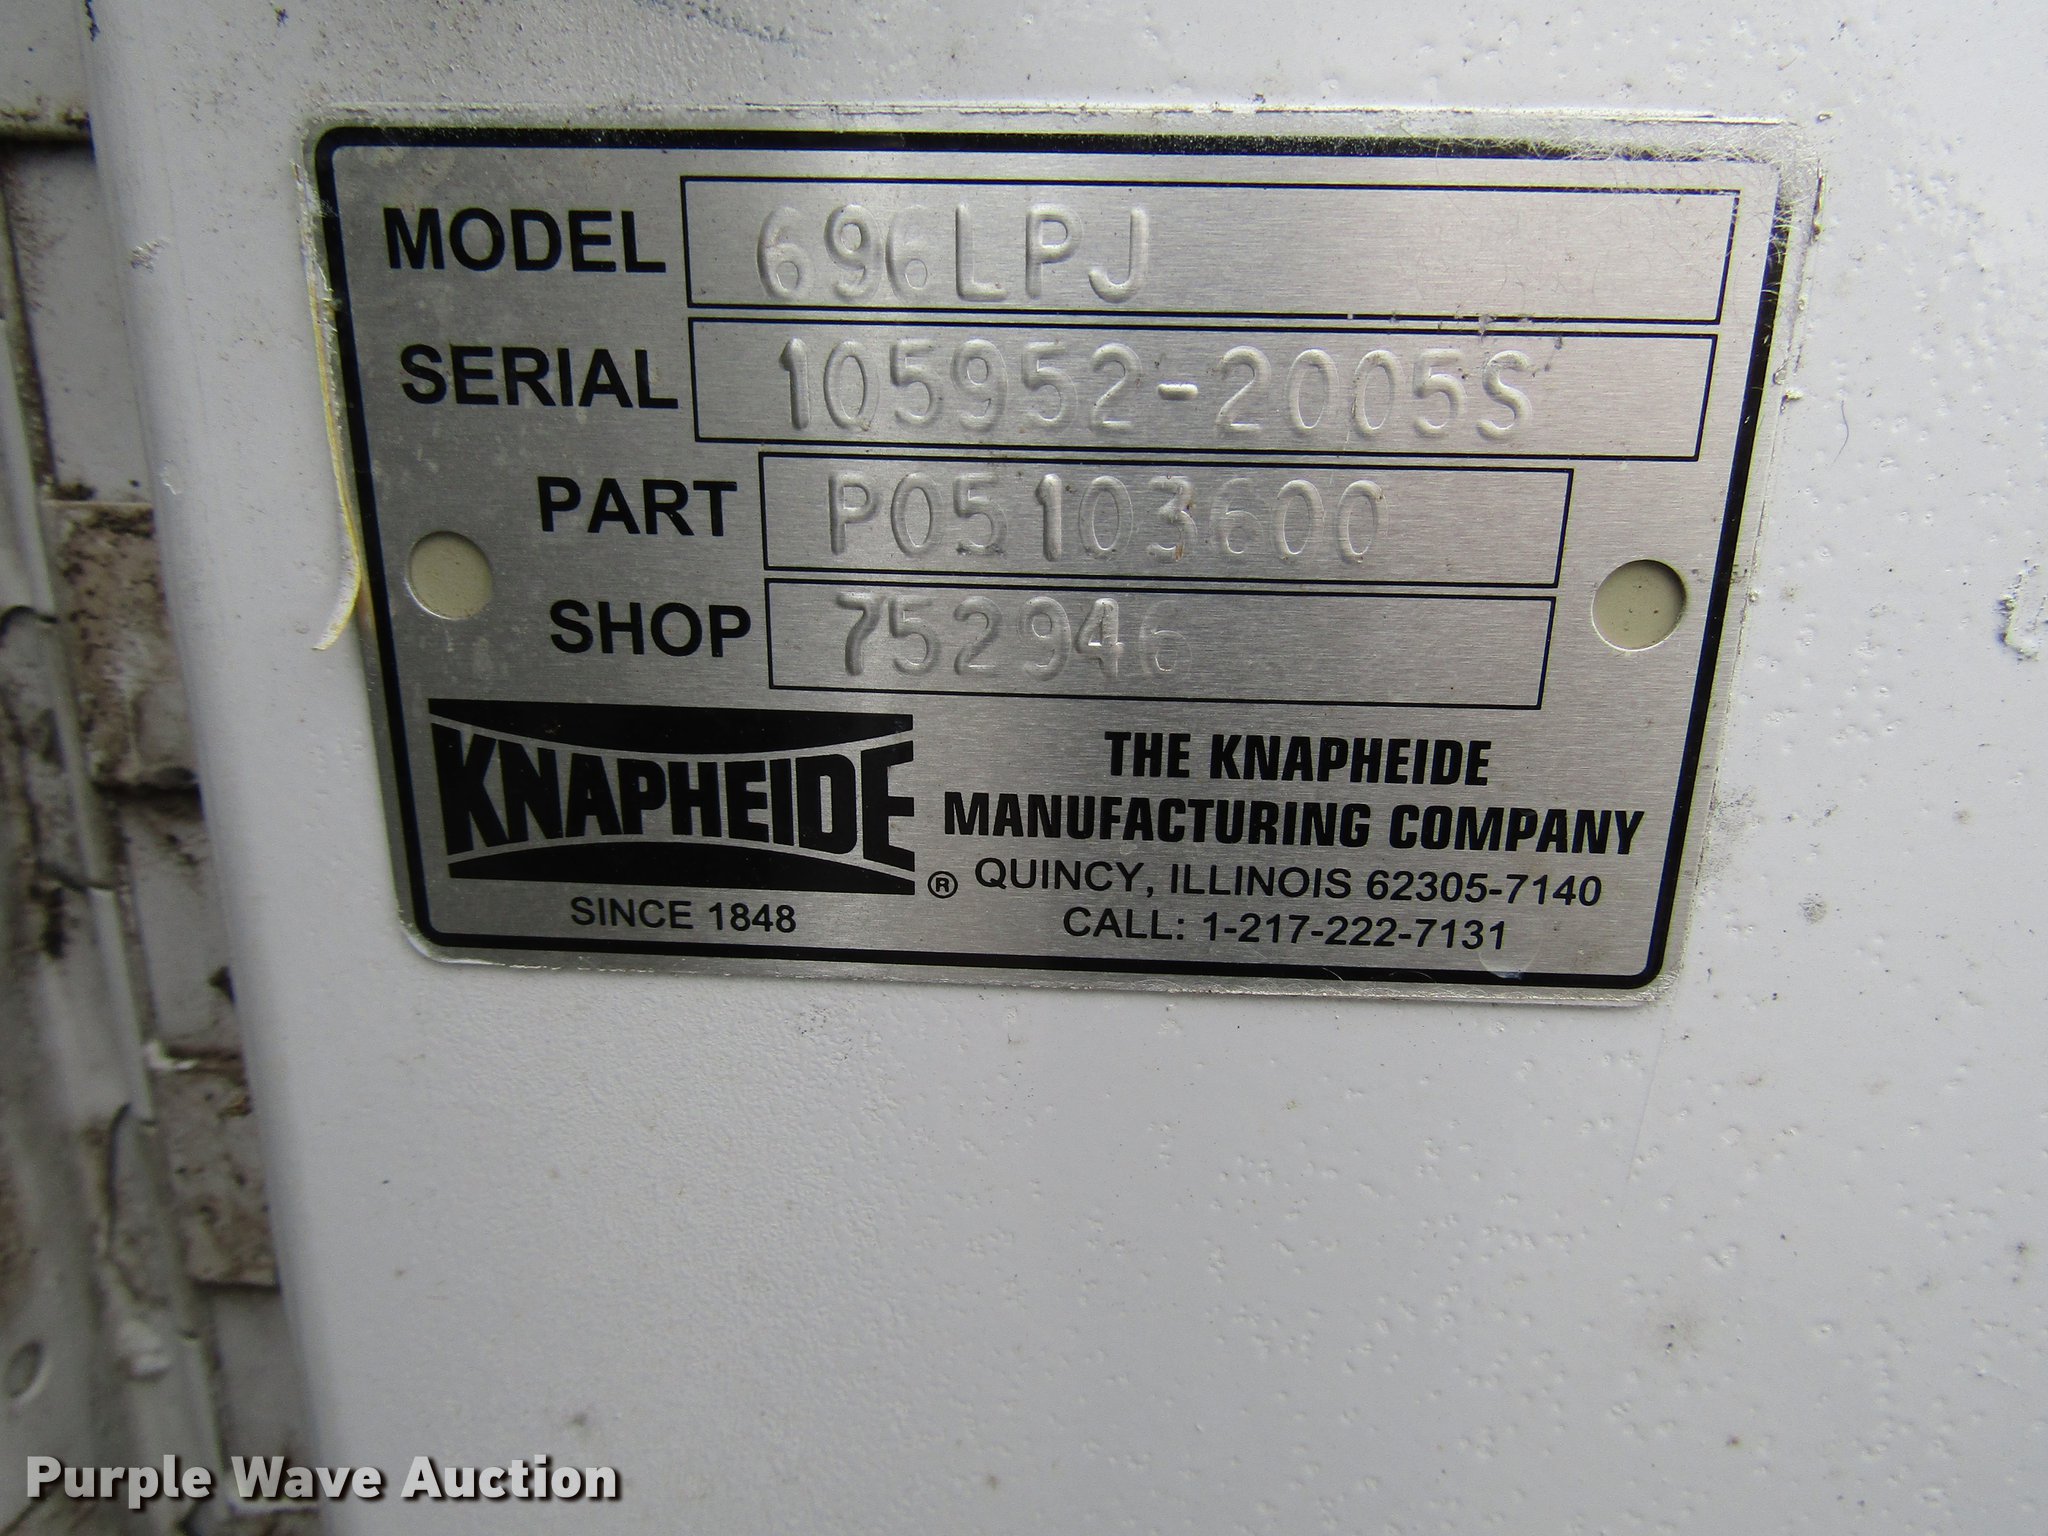 MODEL 696LPJ
SERIAL 105952-2005S
PART P05103600
SHOP 752946
KNAPHEIDE®
SINCE 1848
THE KNAPHEIDE
MANUFACTURING COMPANY
QUINCY, ILLINOIS 62305-7140
CALL: 1-217-222-7131
Purple Wave Auction